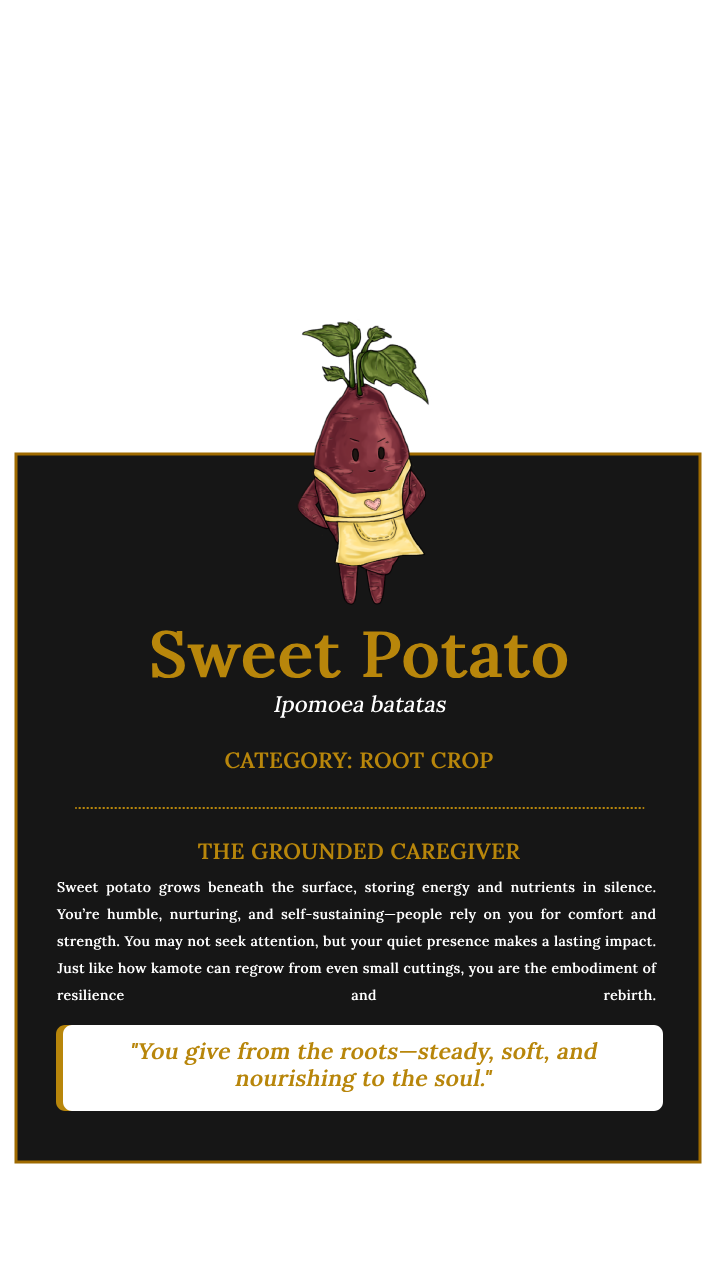 Sweet Potato
Ipomoea batatas
CATEGORY: ROOT CROP
THE GROUNDED CAREGIVER
Sweet potato grows beneath the surface, storing energy and nutrients in silence.
You’re humble, nurturing, and self-sustaining—people rely on you for comfort and
strength. You may not seek attention, but your quiet presence makes a lasting impact.
Just like how kamote can regrow from even small cuttings, you are the embodiment of
resilience and rebirth.
"You give from the roots—steady, soft, and
nourishing to the soul."